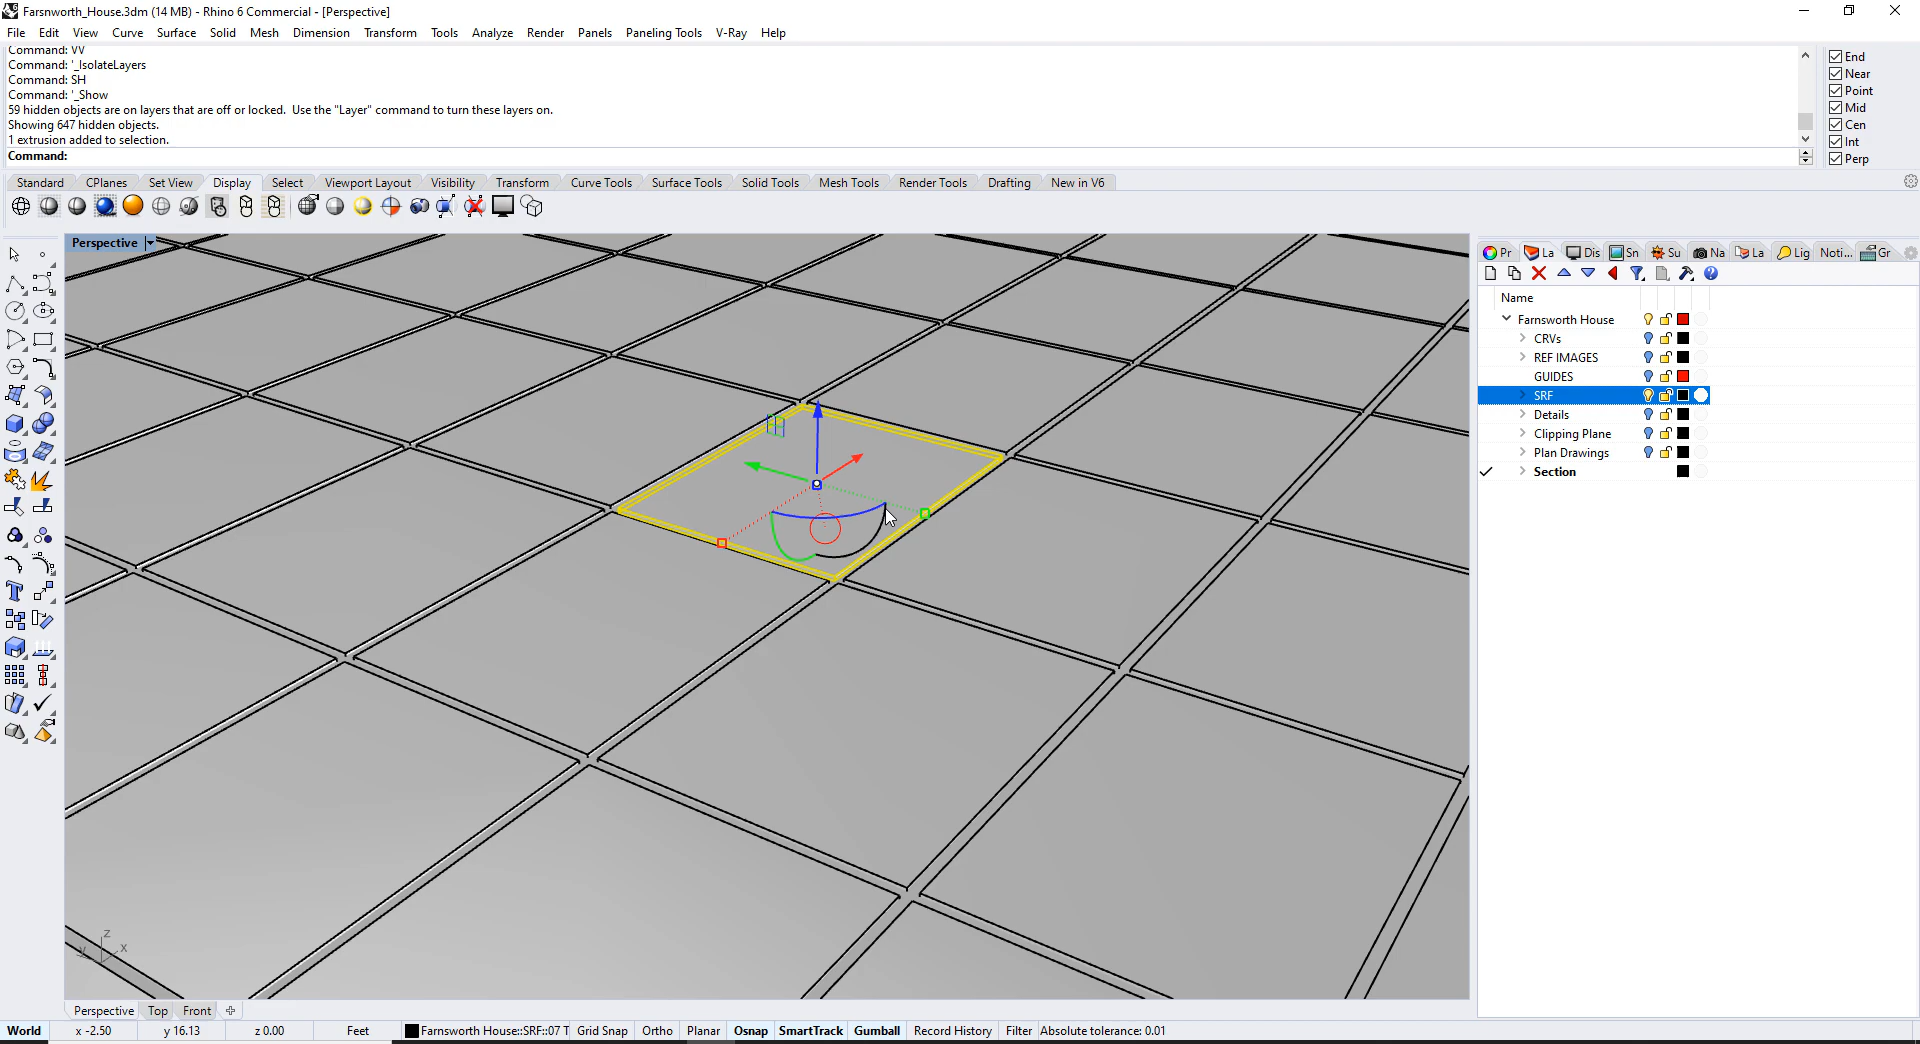 Farsnworth_House.3dm (14 MB) - Rhino 6 Commercial - [Perspective]
File Edit View Curve Surface Solid Mesh Dimension Transform Tools Analyze Render Panels Paneling Tools V-Ray Help
Command: VV
Command: '_IsolateLayers
Command: SH
Command: '_Show
59 hidden objects are on layers that are off or locked.  Use the "Layer" command to turn these layers on.
Showing 647 hidden objects.
1 extrusion added to selection.
Command:
End
Near
Point
Mid
Cen
Int
Perp
Standard CPlanes Set View Display Select Viewport Layout Visibility Transform Curve Tools Surface Tools Solid Tools Mesh Tools Render Tools Drafting New in V6
Perspective
Pr La Dis Sn Su Na La Lig Noti... Gr
Name
Farnsworth House
CRVs
REF IMAGES
GUIDES
SRF
Details
Clipping Plane
Plan Drawings
Section
z
y x
Perspective Top Front
World x -2.50 y 16.13 z 0.00 Feet Farnsworth House::SRF::07 T Grid Snap Ortho Planar Osnap SmartTrack Gumball Record History Filter Absolute tolerance: 0.01